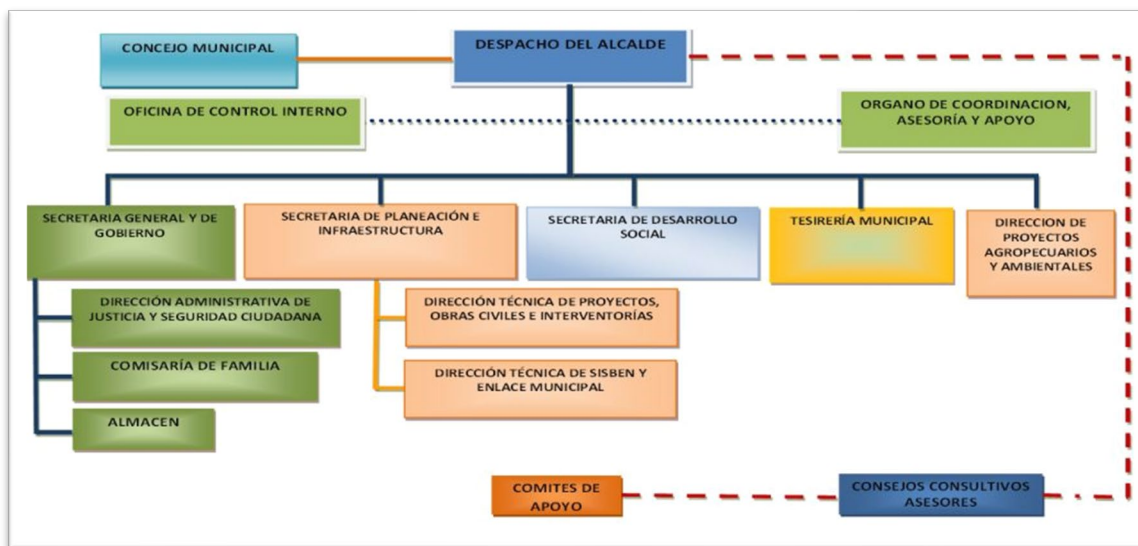 CONCEJO MUNICIPAL
DESPACHO DEL ALCALDE
OFICINA DE CONTROL INTERNO
ORGANO DE COORDINACION,
ASESORÍA Y APOYO
SECRETARIA GENERAL Y DE
GOBIERNO
SECRETARIA DE PLANEACIÓN E
INFRAESTRUCTURA
SECRETARIA DE DESARROLLO
SOCIAL
TESIRERÍA MUNICIPAL
DIRECCION DE
PROYECTOS
AGROPECUARIOS
Y AMBIENTALES
DIRECCIÓN ADMINISTRATIVA DE
JUSTICIA Y SEGURIDAD CIUDADANA
COMISARÍA DE FAMILIA
ALMACEN
DIRECCIÓN TÉCNICA DE PROYECTOS,
OBRAS CIVILES E INTERVENTORÍAS
DIRECCIÓN TÉCNICA DE SISBEN Y
ENLACE MUNICIPAL
COMITES DE
APOYO
CONSEJOS CONSULTIVOS
ASESORES